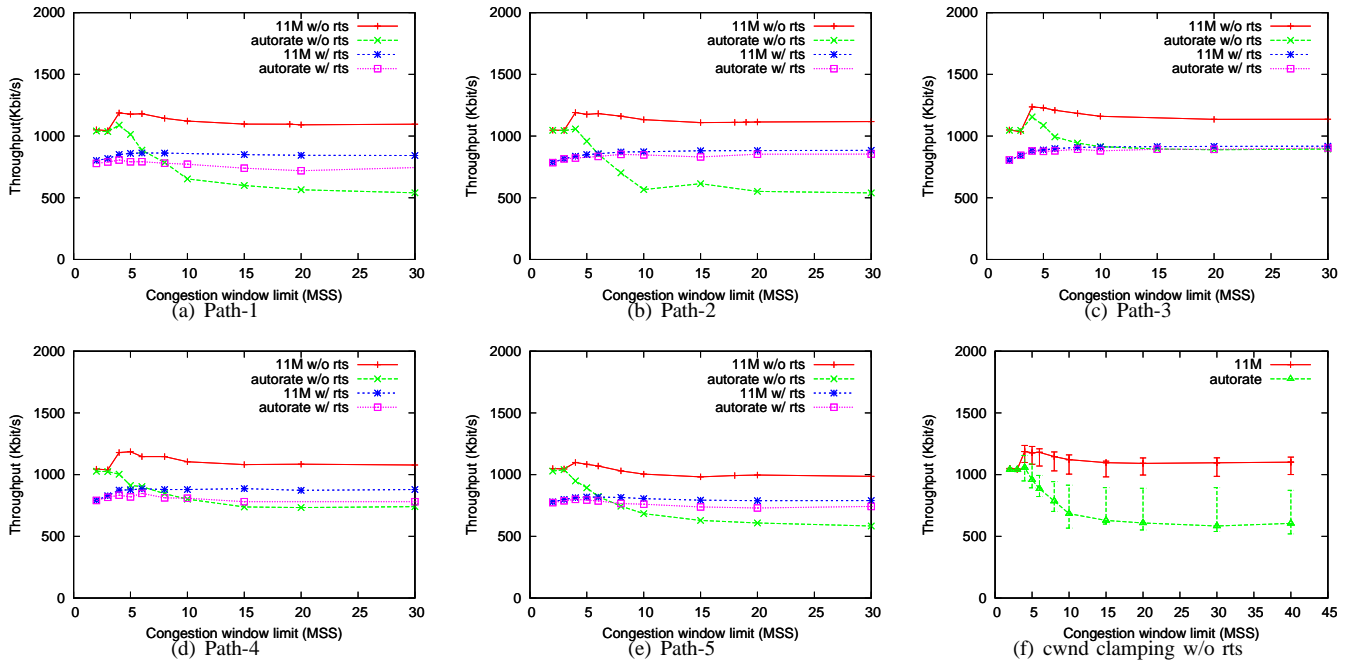 2000
1500
1000
500
0
Throughput(Kbit/s)
11M w/o rts
autorate w/o rts
11M w/ rts
autorate w/ rts
0 5 10 15 20 25 30
Congestion window limit (MSS)
(a) Path-1
2000
1500
1000
500
0
Throughput (Kbit/s)
11M w/o rts
autorate w/o rts
11M w/ rts
autorate w/ rts
0 5 10 15 20 25 30
Congestion window limit (MSS)
(b) Path-2
2000
1500
1000
500
0
Throughput (Kbit/s)
11M w/o rts
autorate w/o rts
11M w/ rts
autorate w/ rts
0 5 10 15 20 25 30
Congestion window limit (MSS)
(c) Path-3
2000
1500
1000
500
0
Throughput (Kbit/s)
11M w/o rts
autorate w/o rts
11M w/ rts
autorate w/ rts
0 5 10 15 20 25 30
Congestion window limit (MSS)
(d) Path-4
2000
1500
1000
500
0
Throughput (Kbit/s)
11M w/o rts
autorate w/o rts
11M w/ rts
autorate w/ rts
0 5 10 15 20 25 30
Congestion window limit (MSS)
(e) Path-5
2000
1500
1000
500
0
Throughput (Kbit/s)
11M
autorate
0 5 10 15 20 25 30 35 40 45
Congestion window limit (MSS)
(f) cwnd clamping w/o rts